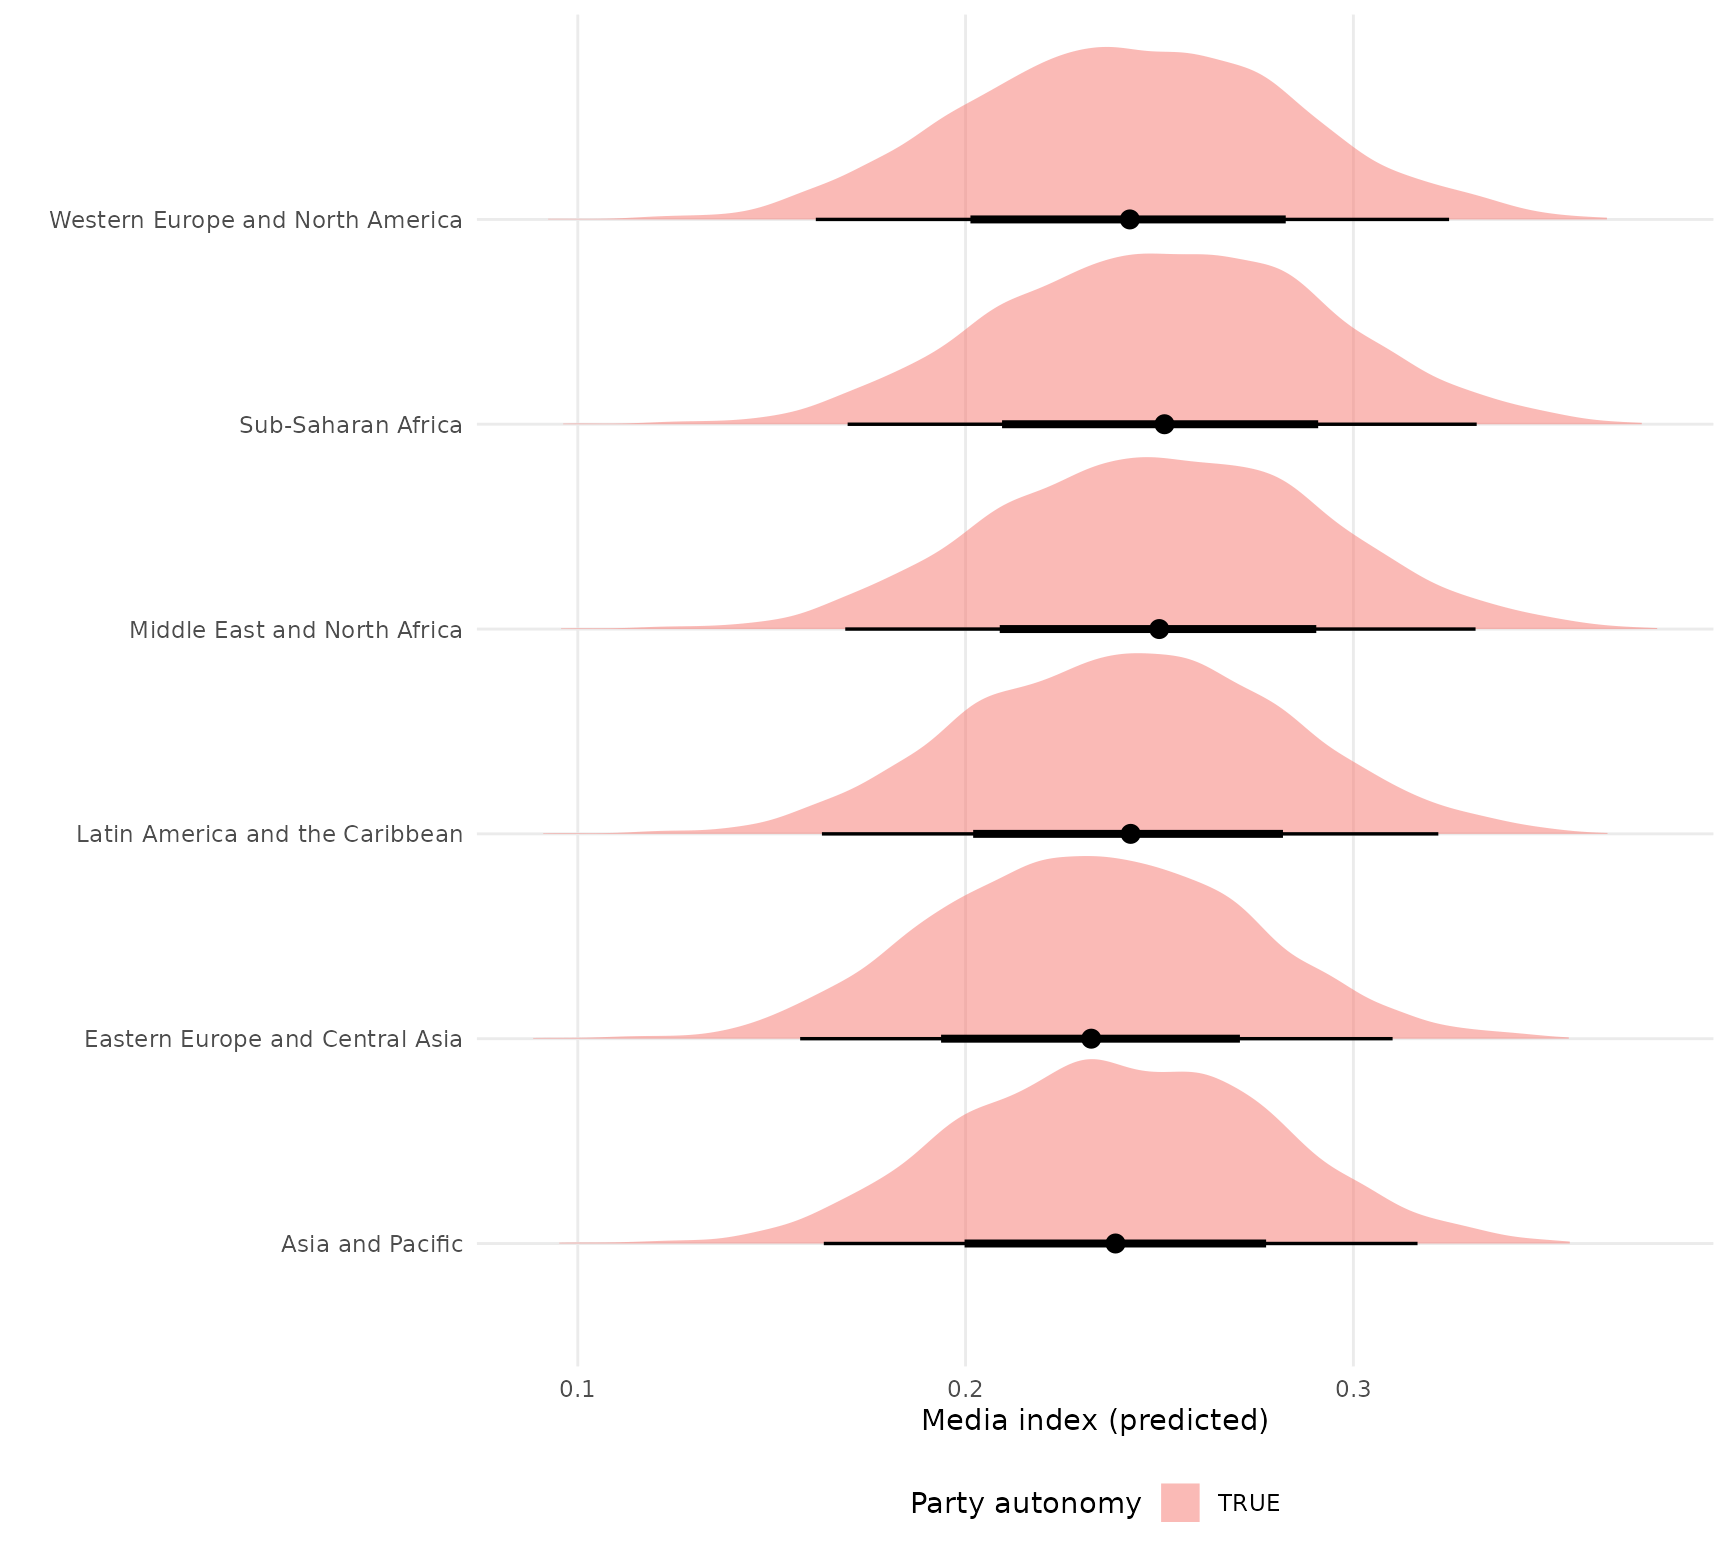 Western Europe and North America
Sub-Saharan Africa
Middle East and North Africa
Latin America and the Caribbean
Eastern Europe and Central Asia
Asia and Pacific
0.1 0.2 0.3
Media index (predicted)
Party autonomy TRUE